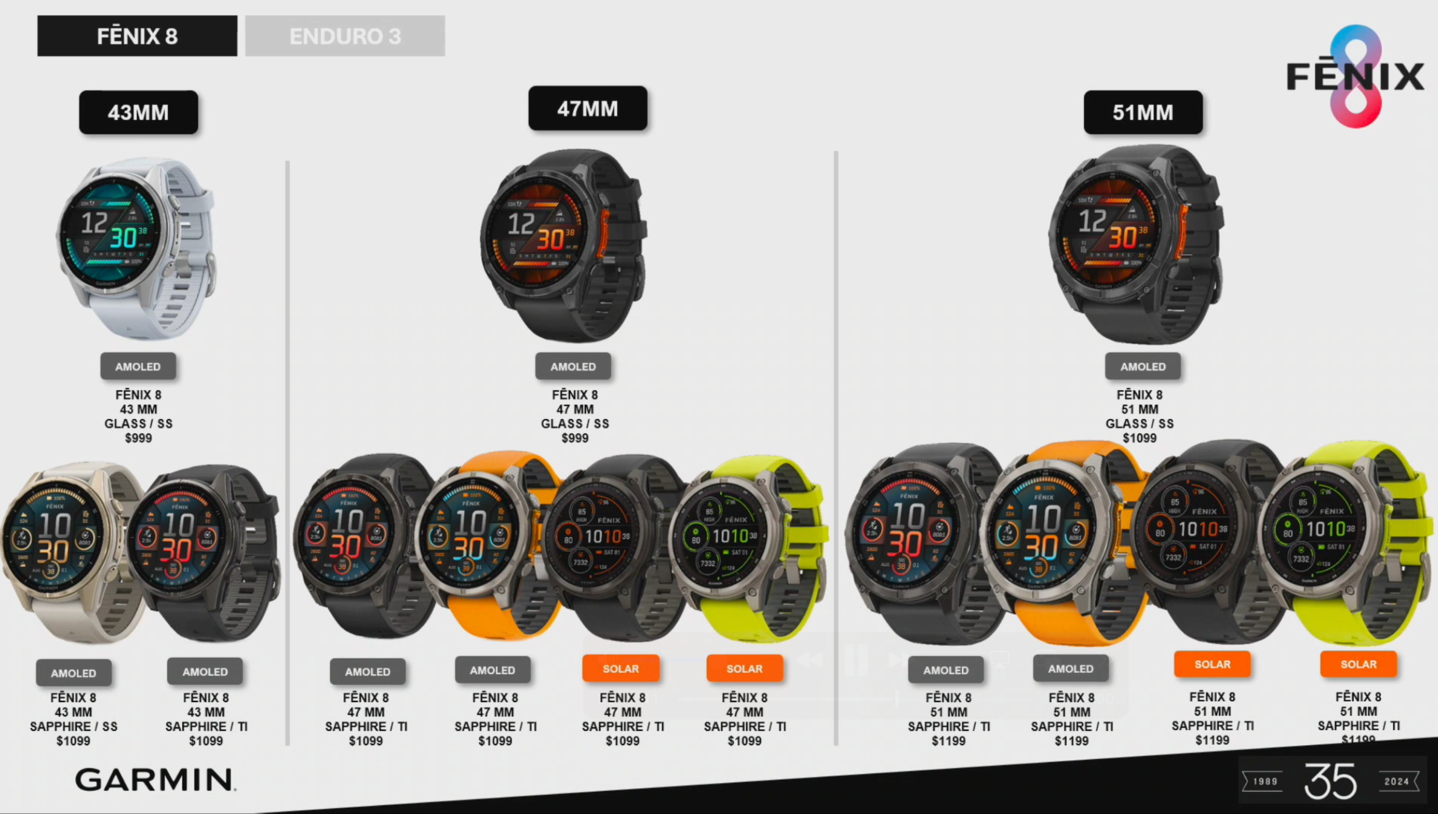 FĒNIX 8
ENDURO 3
FĒNIX
8
43MM
47MM
51MM
AMOLED
FĒNIX 8
43 MM
GLASS / SS
$999
AMOLED
FĒNIX 8
47 MM
GLASS / SS
$999
AMOLED
FĒNIX 8
51 MM
GLASS / SS
$1099
AMOLED
FĒNIX 8
43 MM
SAPPHIRE / SS
$1099
AMOLED
FĒNIX 8
43 MM
SAPPHIRE / TI
$1099
AMOLED
FĒNIX 8
47 MM
SAPPHIRE / TI
$1099
AMOLED
FĒNIX 8
47 MM
SAPPHIRE / TI
$1099
SOLAR
FĒNIX 8
47 MM
SAPPHIRE / TI
$1099
SOLAR
FĒNIX 8
47 MM
SAPPHIRE / TI
$1099
AMOLED
FĒNIX 8
51 MM
SAPPHIRE / TI
$1199
AMOLED
FĒNIX 8
51 MM
SAPPHIRE / TI
$1199
SOLAR
FĒNIX 8
51 MM
SAPPHIRE / TI
$1199
SOLAR
FĒNIX 8
51 MM
SAPPHIRE / TI
$1199
GARMIN.
1989 35 2024